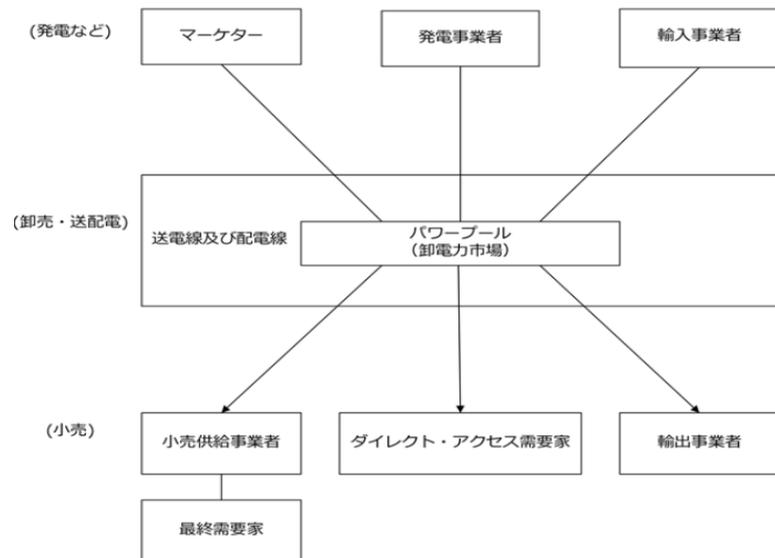 (発電など)
マーケター
発電事業者
輸入事業者
(卸売・送配電)
送電線及び配電線
パワープール
（卸電力市場）
(小売)
小売供給事業者
ダイレクト・アクセス需要家
輸出事業者
最終需要家